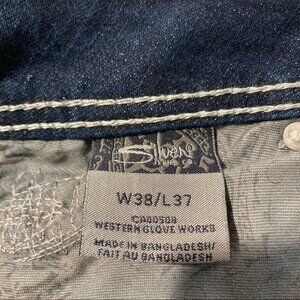 Silver
W38/L37
CA00508
WESTERN GLOVE WORKS
MADE IN BANGLADESH/
FAIT AU BANGLADESH